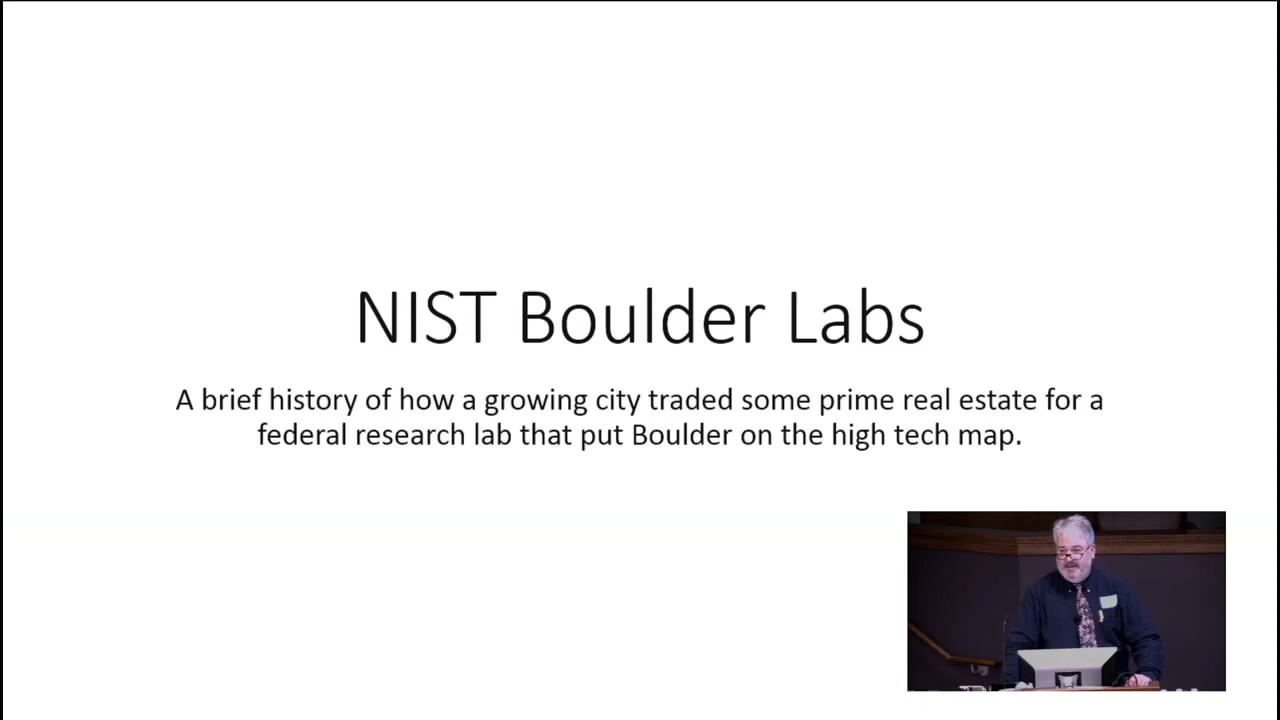 NIST Boulder Labs
A brief history of how a growing city traded some prime real estate for a
federal research lab that put Boulder on the high tech map.